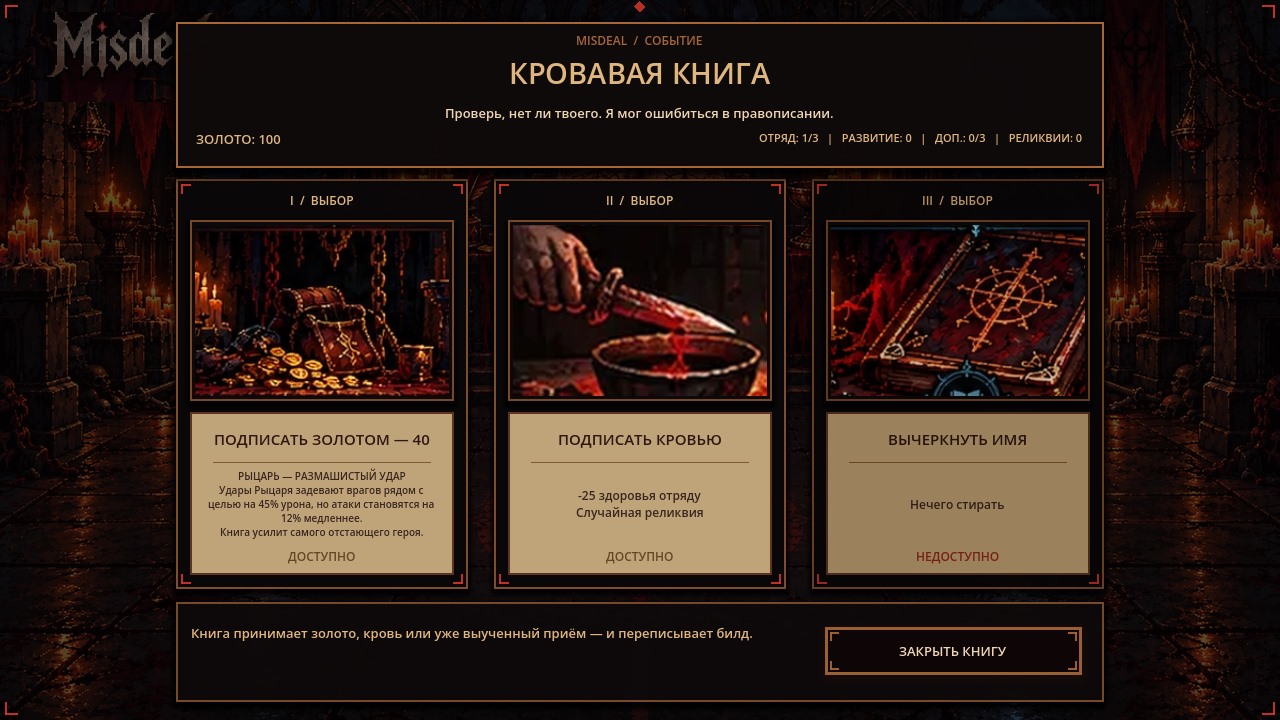 Misde
MISDEAL / СОБЫТИЕ
КРОВАВАЯ КНИГА
Проверь, нет ли твоего. Я мог ошибиться в правописании.
ЗОЛОТО: 100
ОТРЯД: 1/3 | РАЗВИТИЕ: 0 | ДОП.: 0/3 | РЕЛИКВИИ: 0
I / ВЫБОР
ПОДПИСАТЬ ЗОЛОТОМ — 40
РЫЦАРЬ — РАЗМАШИСТЫЙ УДАР
Удары Рыцаря задевают врагов рядом с
целью на 45% урона, но атаки становятся на
12% медленнее.
Книга усилит самого отстающего героя.
ДОСТУПНО
II / ВЫБОР
ПОДПИСАТЬ КРОВЬЮ
-25 здоровья отряду
Случайная реликвия
ДОСТУПНО
III / ВЫБОР
ВЫЧЕРКНУТЬ ИМЯ
Нечего стирать
НЕДОСТУПНО
Книга принимает золото, кровь или уже выученный приём — и переписывает билд.
ЗАКРЫТЬ КНИГУ